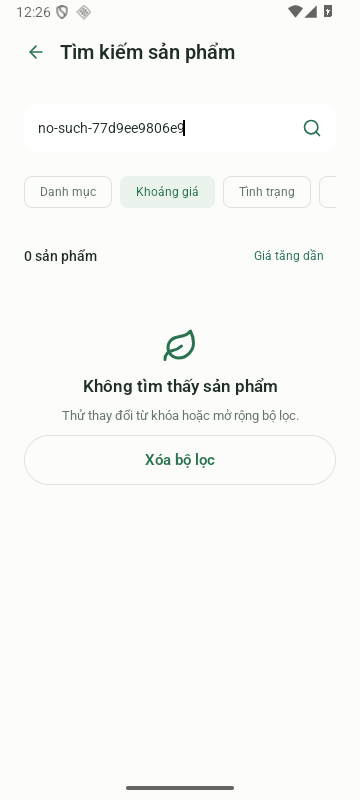 12:26
Tìm kiếm sản phẩm
no-such-77d9ee9806e9
Danh mục
Khoảng giá
Tình trạng
0 sản phẩm
Giá tăng dần
Không tìm thấy sản phẩm
Thử thay đổi từ khóa hoặc mở rộng bộ lọc.
Xóa bộ lọc